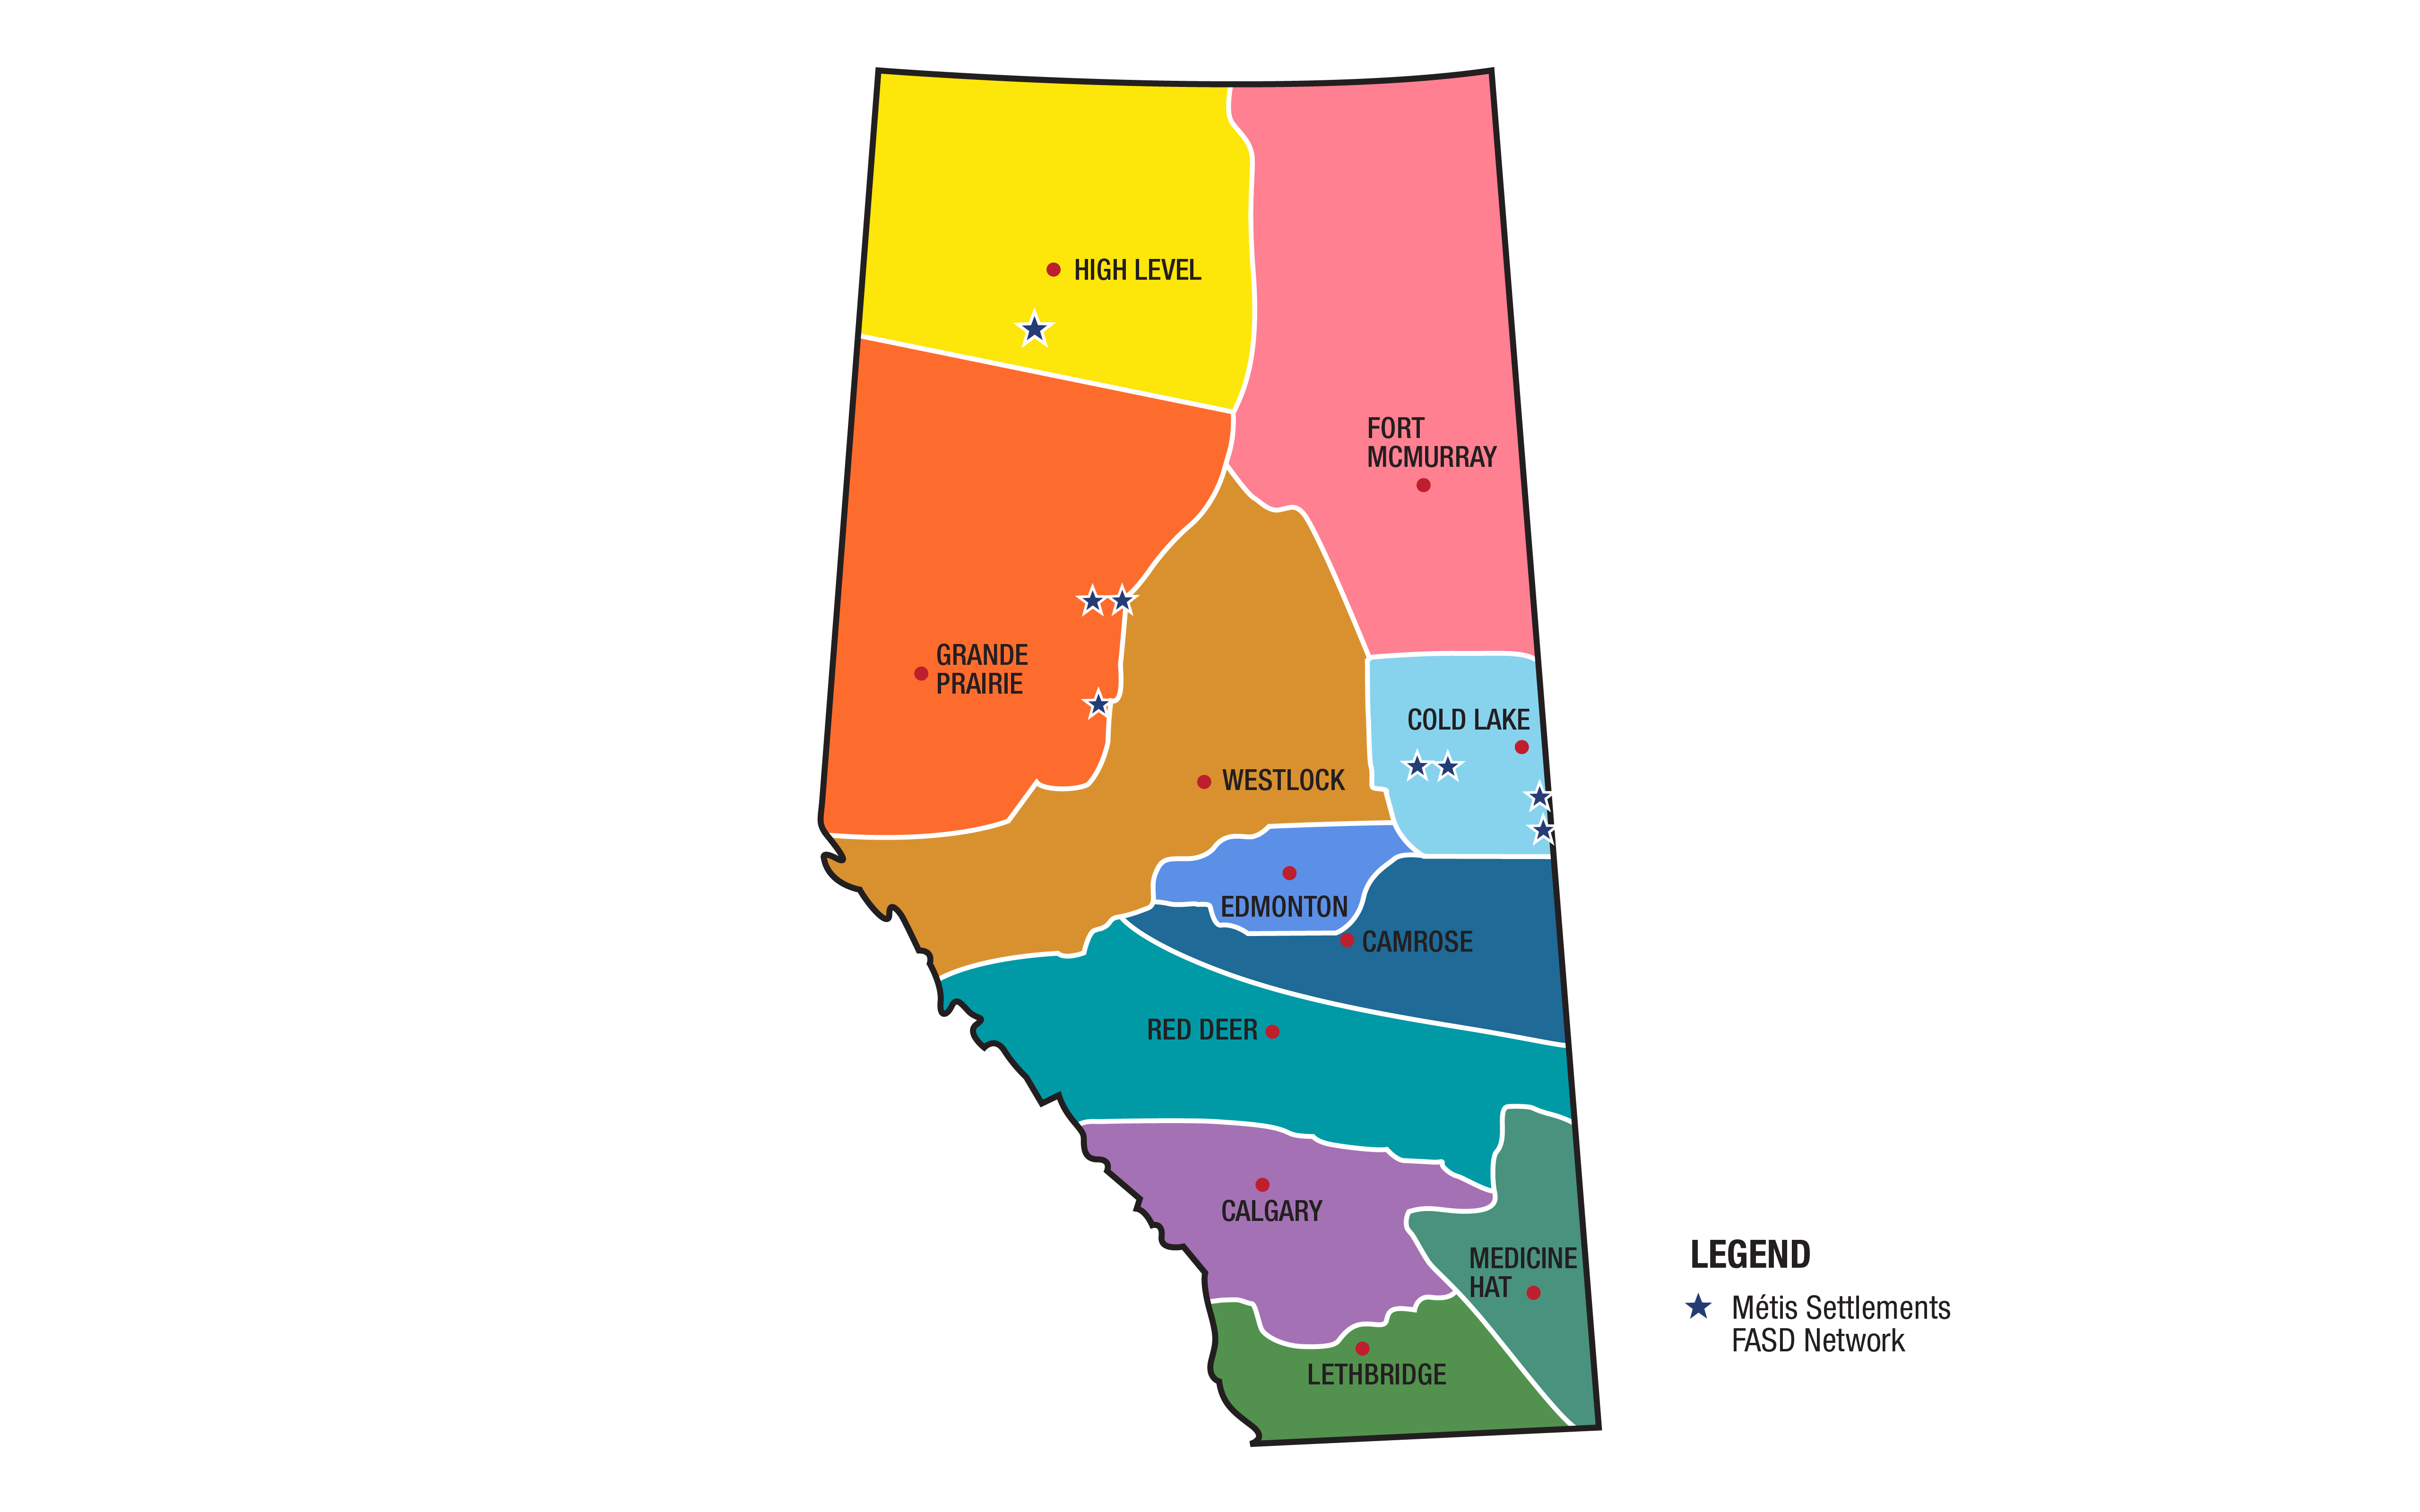 HIGH LEVEL
FORT
MCMURRAY
GRANDE
PRAIRIE
COLD LAKE
WESTLOCK
EDMONTON
CAMROSE
RED DEER
CALGARY
MEDICINE
HAT
LETHBRIDGE
LEGEND
Métis Settlements
FASD Network